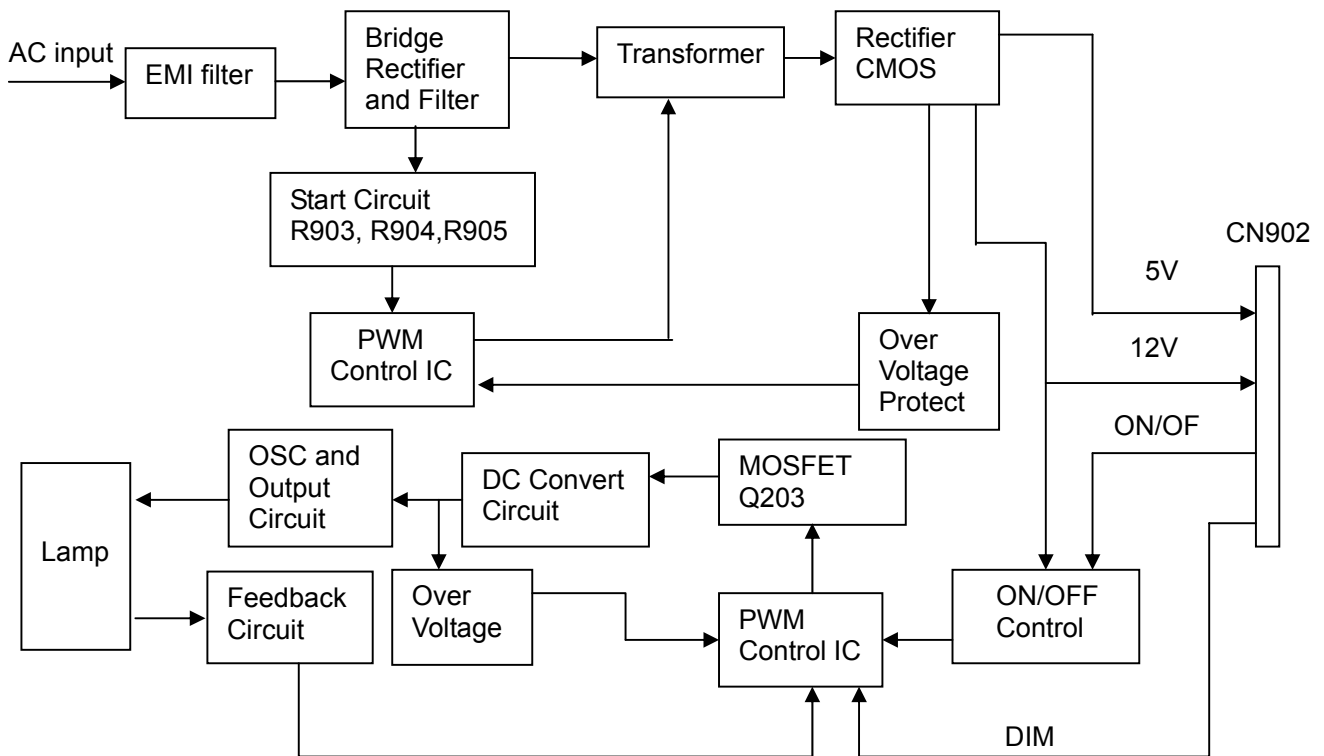 AC input
EMI filter
Bridge
Rectifier
and Filter
Transformer
Rectifier
CMOS
Start Circuit
R903, R904,R905
CN902
5V
PWM
Control IC
Over
Voltage
Protect
12V
ON/OF
OSC and
Output
Circuit
DC Convert
Circuit
MOSFET
Q203
Lamp
Feedback
Circuit
Over
Voltage
PWM
Control IC
ON/OFF
Control
DIM